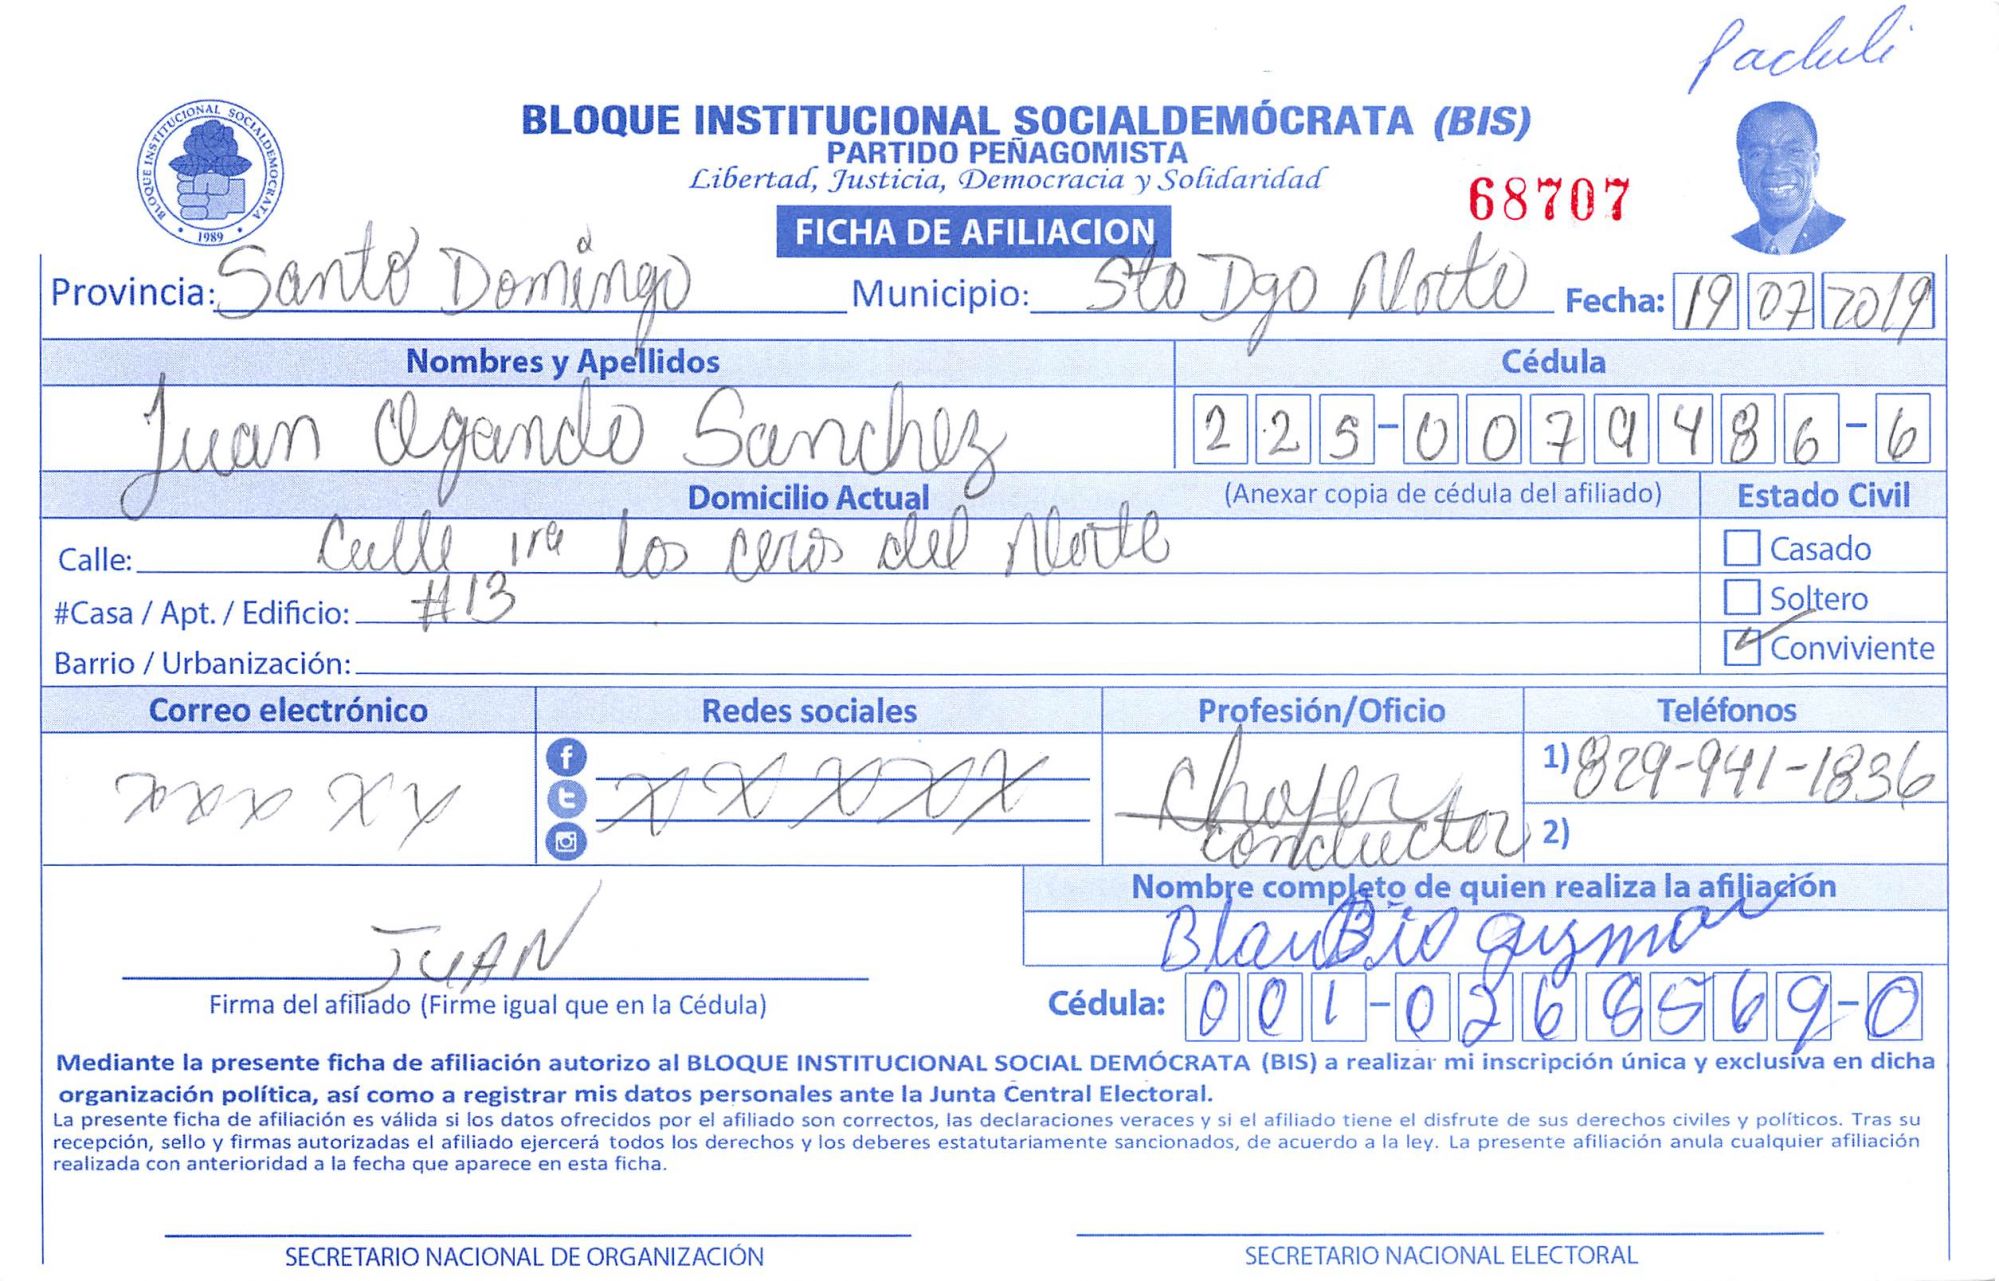 BLOQUE INSTITUCIONAL SOCIALDEMÓCRATA (BIS)
PARTIDO PEÑAGOMISTA
Libertad, Justicia, Democracia y Solidaridad
68707
BLOQUE INSTITUCIONAL SOCIALDEMOCRATA
1989
FICHA DE AFILIACION
Provincia: Santo Domingo Municipio: Sto Dgo Norte Fecha: 19 07 2019
Nombres y Apellidos Cédula
Juan Ogando Sanchez 225-0079486-6
Domicilio Actual (Anexar copia de cédula del afiliado) Estado Civil
Calle: Calle 1ra los ceros del Norte Casado
#Casa / Apt. / Edificio: #13 Soltero
Barrio / Urbanización: Conviviente
Correo electrónico Redes sociales Profesión/Oficio Teléfonos
xxxx xx x x x x x Chofer 1) 829-941-1836
conductor 2)
Nombre completo de quien realiza la afiliación
JUAN Guzman
Firma del afiliado (Firme igual que en la Cédula) Cédula: 001-0268569-0
Mediante la presente ficha de afiliación autorizo al BLOQUE INSTITUCIONAL SOCIAL DEMÓCRATA (BIS) a realizar mi inscripción única y exclusiva en dicha
organización política, así como a registrar mis datos personales ante la Junta Central Electoral.
La presente ficha de afiliación es válida si los datos ofrecidos por el afiliado son correctos, las declaraciones veraces y si el afiliado tiene el disfrute de sus derechos civiles y políticos. Tras su
recepción, sello y firmas autorizadas el afiliado ejercerá todos los derechos y los deberes estatutariamente sancionados, de acuerdo a la ley. La presente afiliación anula cualquier afiliación
realizada con anterioridad a la fecha que aparece en esta ficha.
SECRETARIO NACIONAL DE ORGANIZACIÓN SECRETARIO NACIONAL ELECTORAL